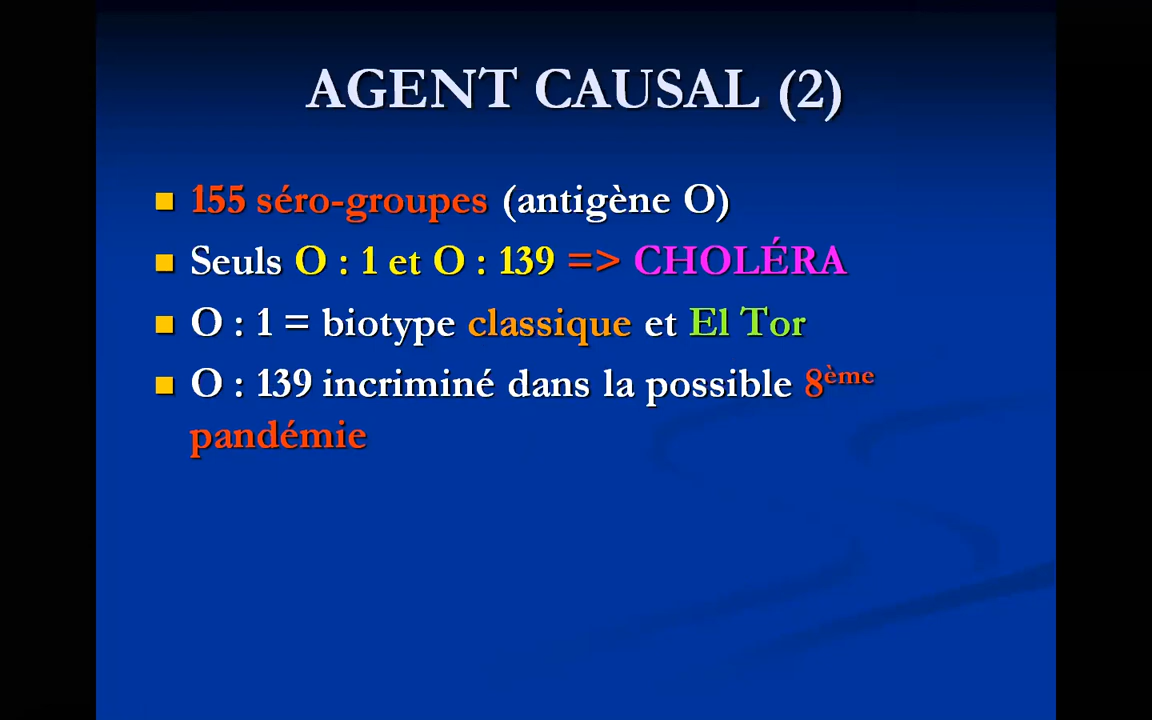 AGENT CAUSAL (2)
155 séro-groupes (antigène O)
Seuls O : 1 et O : 139 => CHOLÉRA
O : 1 = biotype classique et El Tor
O : 139 incriminé dans la possible 8ème
pandémie